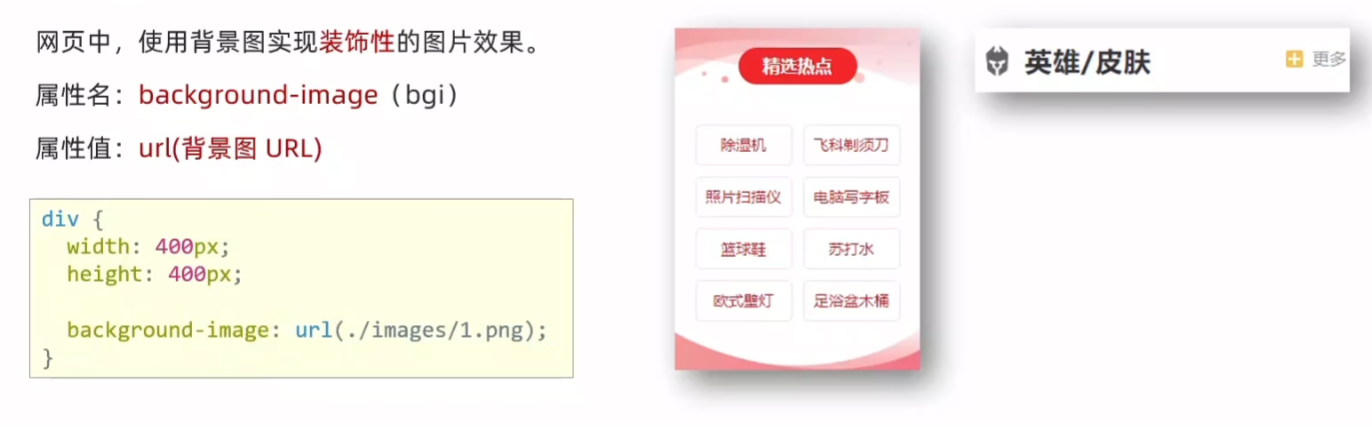 网页中，使用背景图实现装饰性的图片效果。
属性名：background-image（bgi）
属性值：url(背景图 URL)
div {
  width: 400px;
  height: 400px;
  background-image: url(./images/1.png);
}
精选热点
除湿机 飞科剃须刀
照片扫描仪 电脑写字板
篮球鞋 苏打水
欧式壁灯 足浴盆木桶
英雄/皮肤 更多